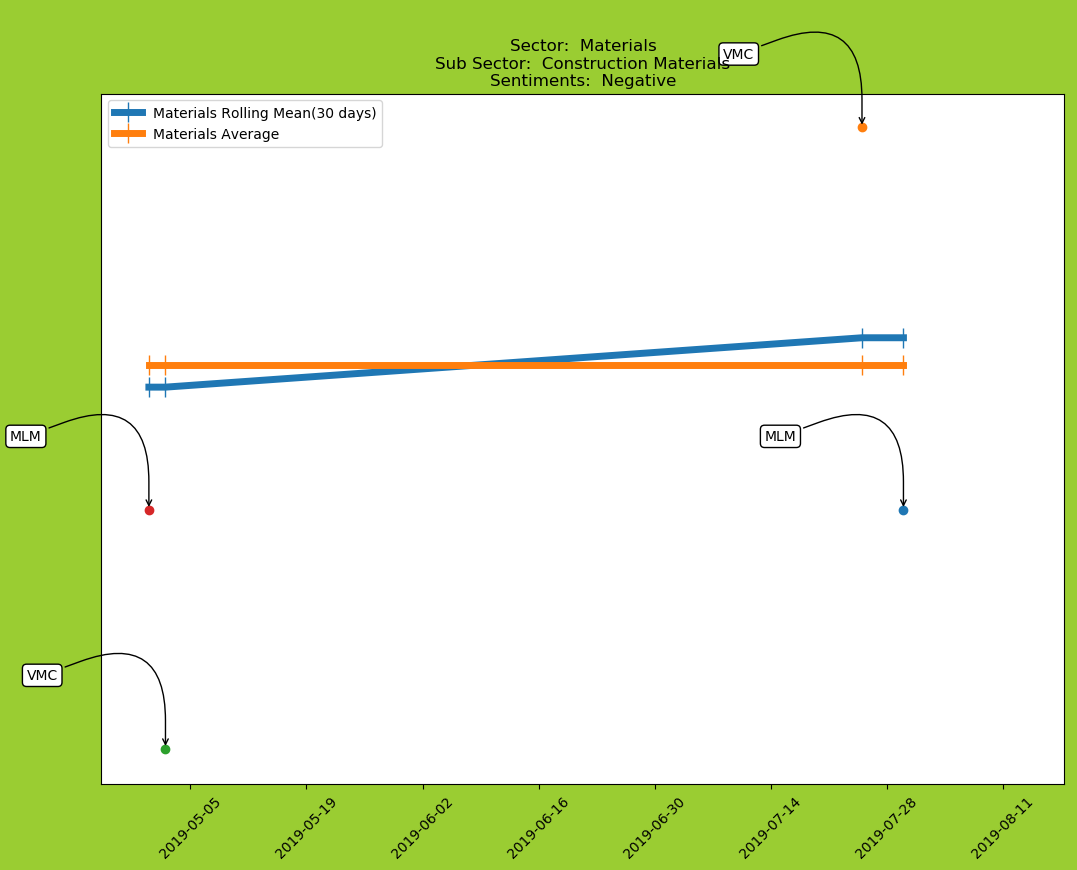 Sector:  Materials
Sub Sector:  Construction Materials
Sentiments:  Negative
VMC
Materials Rolling Mean(30 days)
Materials Average
MLM
MLM
VMC
2019-05-05
2019-05-19
2019-06-02
2019-06-16
2019-06-30
2019-07-14
2019-07-28
2019-08-11